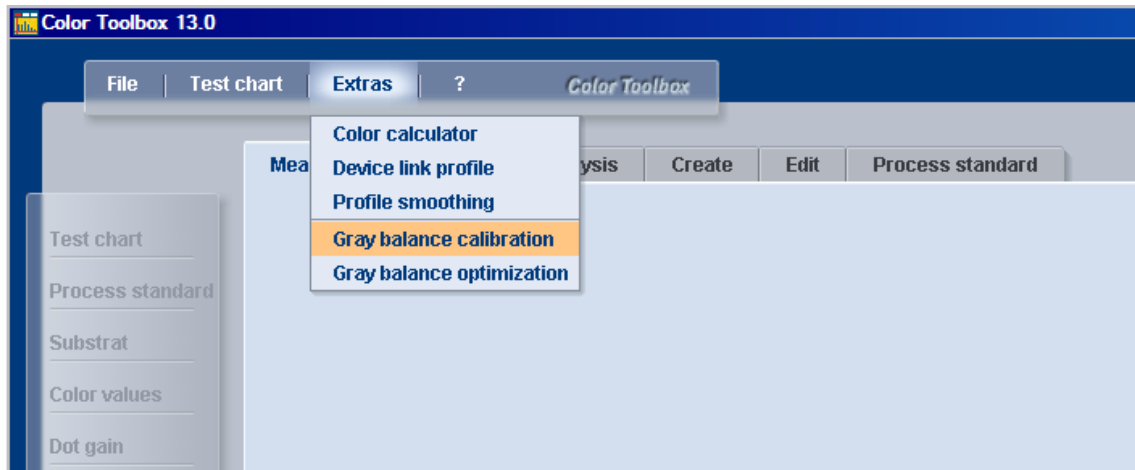 Color Toolbox 13.0
File | Test chart | Extras | ? Color Toolbox
Color calculator
Device link profile
Profile smoothing
Gray balance calibration
Gray balance optimization
Mea ysis Create Edit Process standard
Test chart
Process standard
Substrat
Color values
Dot gain